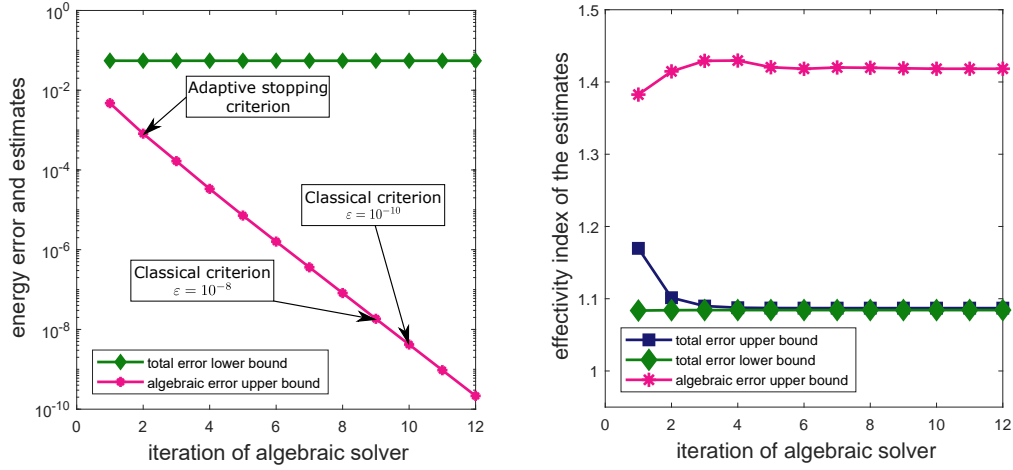 energy error and estimates
10⁰
10⁻²
10⁻⁴
10⁻⁶
10⁻⁸
10⁻¹⁰
Adaptive stopping
criterion
Classical criterion
ε = 10⁻¹⁰
Classical criterion
ε = 10⁻⁸
total error lower bound
algebraic error upper bound
0 2 4 6 8 10 12
iteration of algebraic solver
effectivity index of the estimates
1.5
1.4
1.3
1.2
1.1
1
total error upper bound
total error lower bound
algebraic error upper bound
0 2 4 6 8 10 12
iteration of algebraic solver